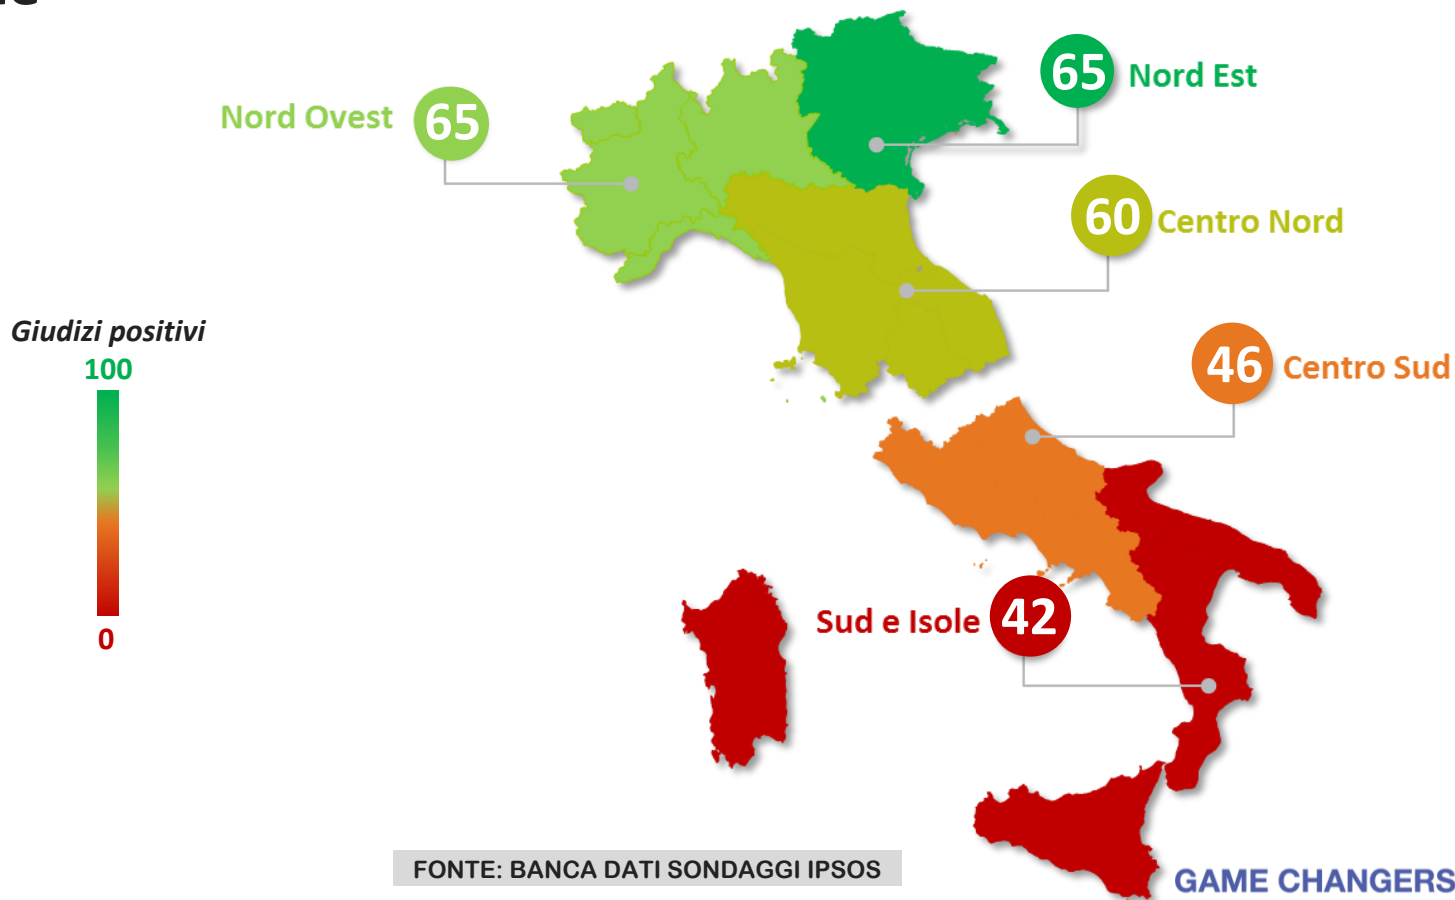 65 Nord Est
Nord Ovest 65
60 Centro Nord
Giudizi positivi
100
46 Centro Sud
0
Sud e Isole 42
FONTE: BANCA DATI SONDAGGI IPSOS
GAME CHANGERS